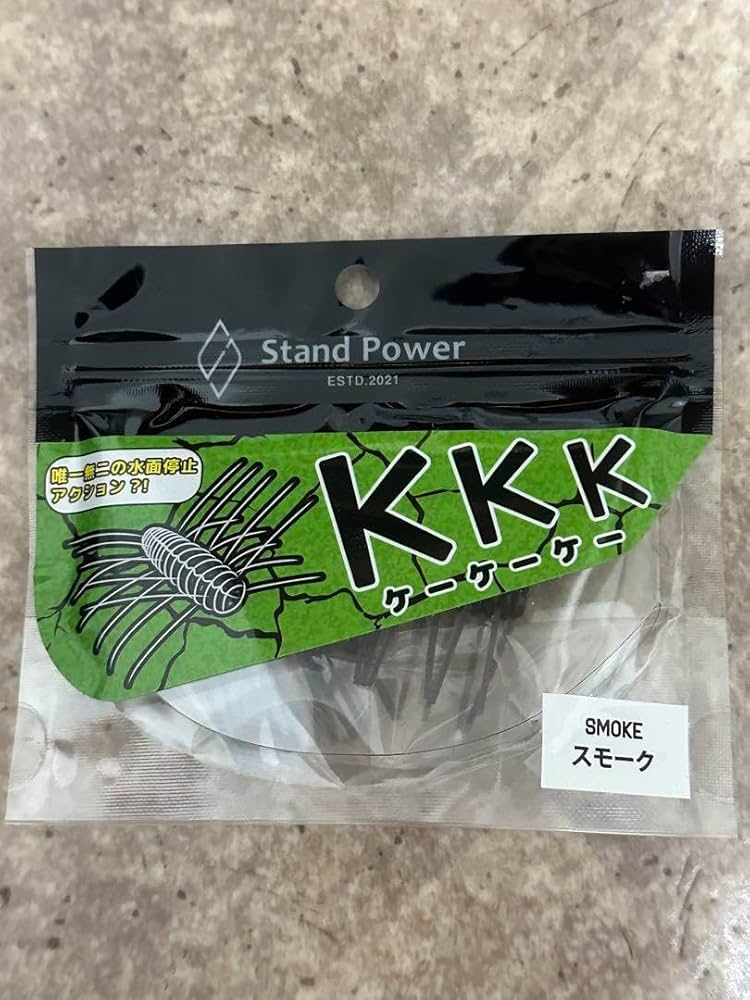 Stand Power
ESTD.2021
唯一無二の水面停止
アクション?!
KKK
ケーケーケー
SMOKE
スモーク